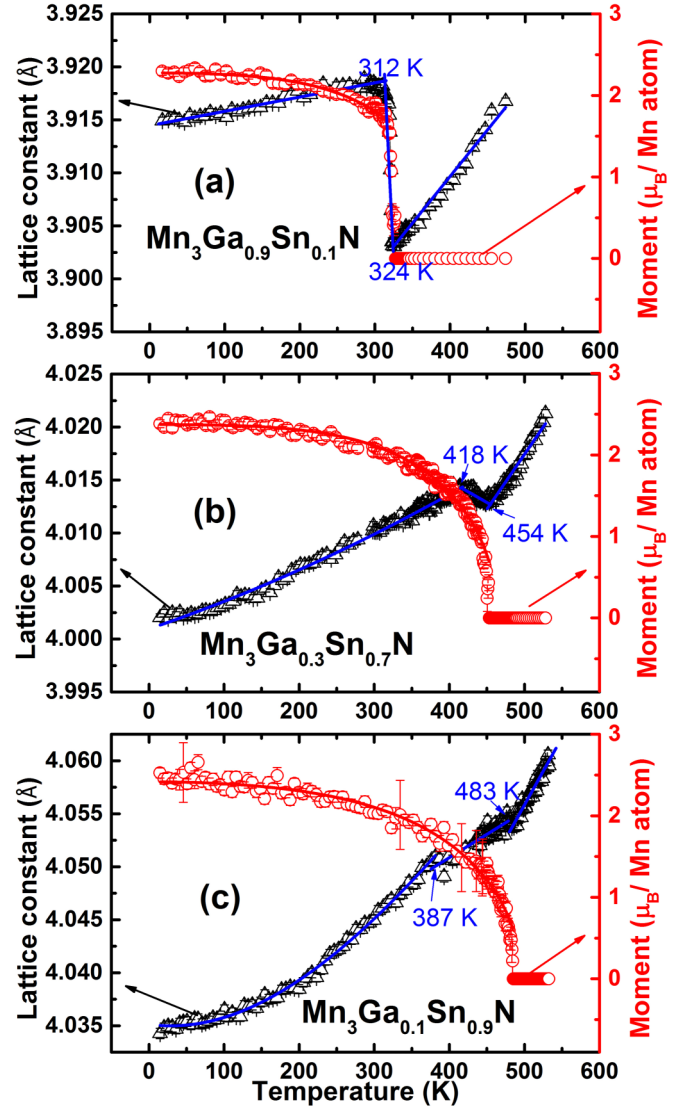 3.925
3.920
3.915
3.910
3.905
3.900
3.895
Lattice constant (Å)
312 K
(a)
Mn3Ga0.9Sn0.1N
324 K
3
2
1
0
Moment (μB/ Mn atom)
0 100 200 300 400 500 600
4.020
4.015
4.010
4.005
4.000
3.995
4.020
Lattice constant (Å)
418 K
(b)
454 K
Mn3Ga0.3Sn0.7N
3
2
1
0
Moment (μB/ Mn atom)
0 100 200 300 400 500 600
4.060
4.055
4.050
4.045
4.040
4.035
Lattice constant (Å)
483 K
387 K
(c)
Mn3Ga0.1Sn0.9N
3
2
1
0
Moment (μB/ Mn atom)
0 100 200 300 400 500 600
Temperature (K)